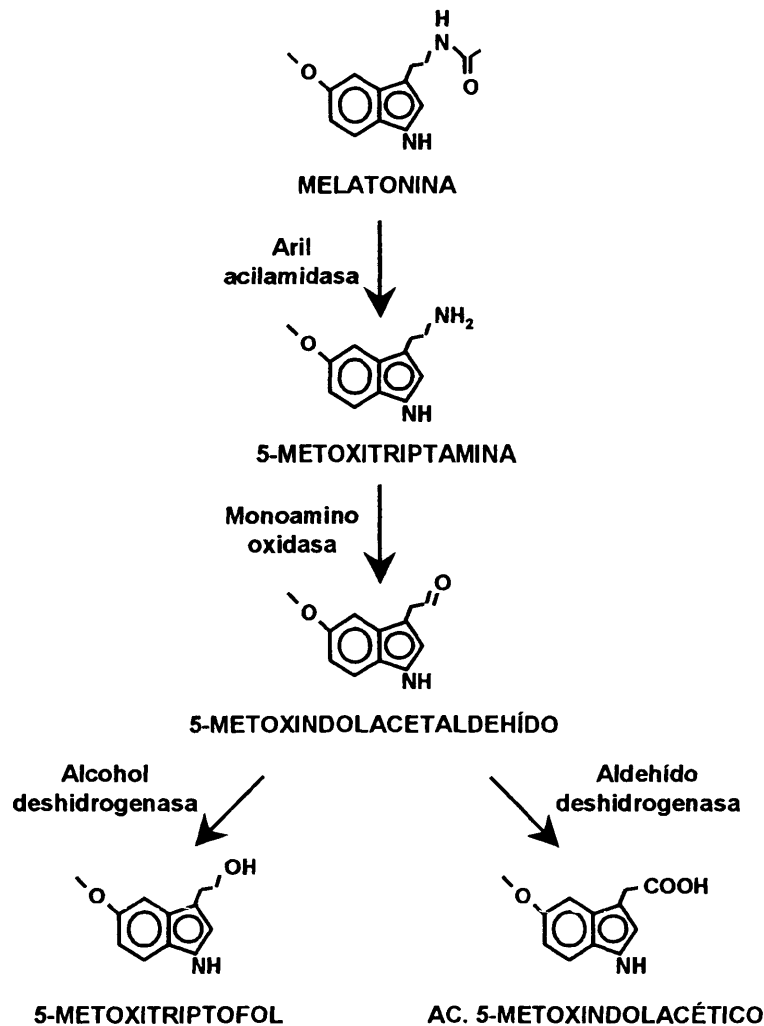 H
N
O
O
NH
MELATONINA
Aril
acilamidasa
NH₂
O
NH
5-METOXITRIPTAMINA
Monoamino
oxidasa
O
O
NH
5-METOXINDOLACETALDEHÍDO
Alcohol
deshidrogenasa
Aldehído
deshidrogenasa
OH
O
NH
COOH
O
NH
5-METOXITRIPTOFOL
AC. 5-METOXINDOLACÉTICO